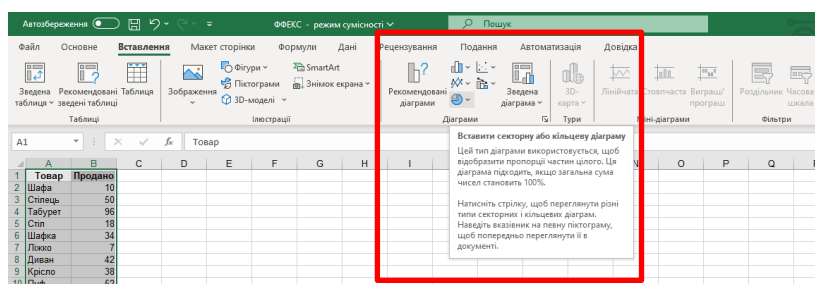 Автозбереження ФФЕКС - режим сумісності Пошук
Файл Основне Вставлення Макет сторінки Формули Дані Рецензування Подання Автоматизація Довідка
Зведена таблиця Рекомендовані зведені таблиці Таблиця
Зображення Фігури Піктограми 3D-моделі SmartArt Знімок екрана
Рекомендовані діаграми Зведена діаграма 3D-карта
Лінійчата Стовпчаста Виграш/програш Роздільник Часова шкала
Таблиці Ілюстрації Діаграми Тури Міні-діаграми Фільтри
A1 fx Товар
Вставити секторну або кільцеву діаграму
Цей тип діаграми використовується, щоб
відобразити пропорції частин цілого. Ця
діаграма підходить, якщо загальна сума
чисел становить 100%.
Натисніть стрілку, щоб переглянути різні
типи секторних і кільцевих діаграм.
Наведіть вказівник на певну піктограму,
щоб попередньо переглянути її в
документі.
A B C D E F G H I N O P Q
1 Товар Продано
2 Шафа 10
3 Стілець 50
4 Табурет 96
5 Стіл 18
6 Шафка 34
7 Ліжко 7
8 Диван 42
9 Крісло 38
10 Пуф 52